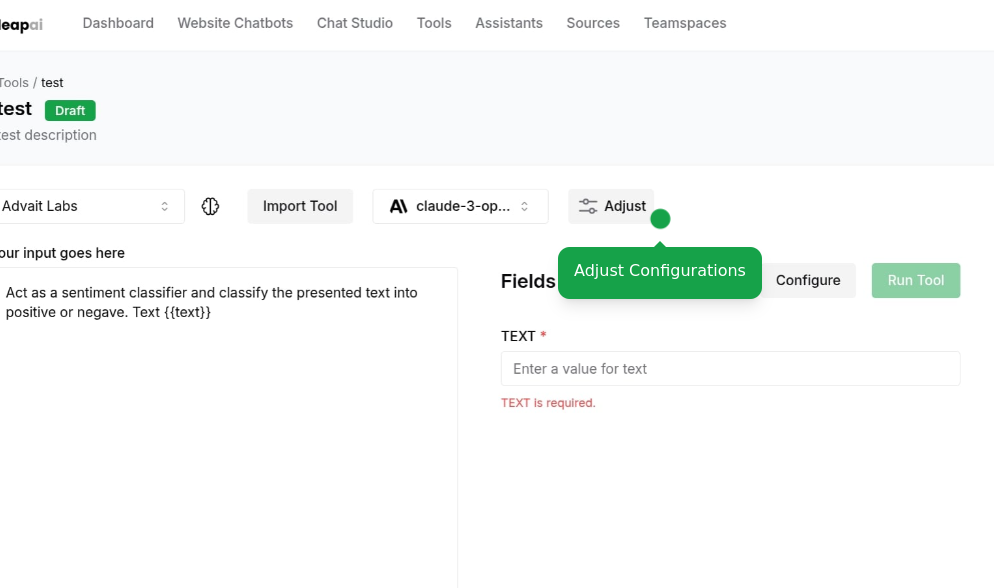 leapai
Dashboard Website Chatbots Chat Studio Tools Assistants Sources Teamspaces
Tools / test
test Draft
test description
Advait Labs Import Tool claude-3-op... Adjust
our input goes here
Adjust Configurations
Fields Configure Run Tool
Act as a sentiment classifier and classify the presented text into
positive or negave. Text {{text}}
TEXT *
Enter a value for text
TEXT is required.